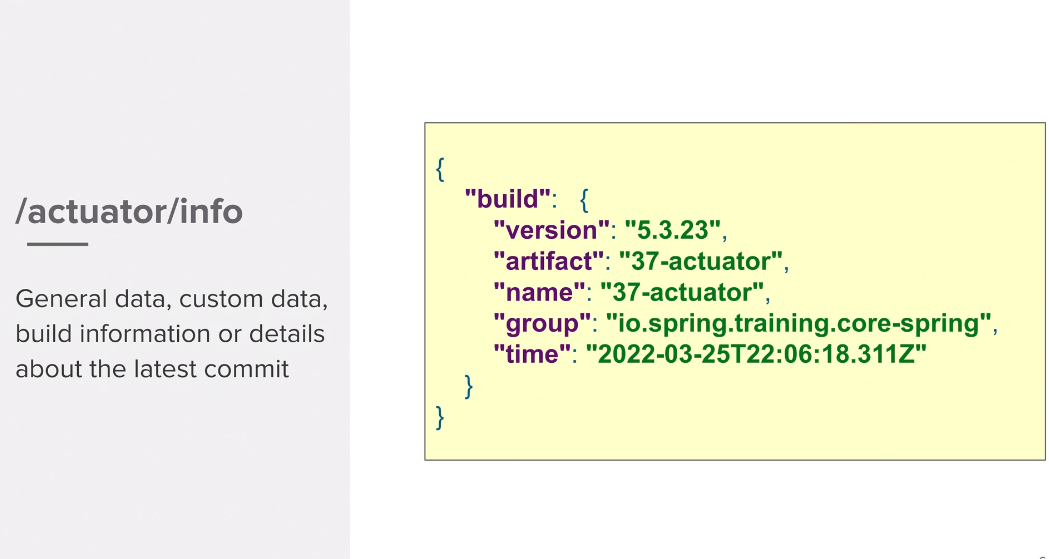 /actuator/info
General data, custom data,
build information or details
about the latest commit
{
"build": {
"version": "5.3.23",
"artifact": "37-actuator",
"name": "37-actuator",
"group": "io.spring.training.core-spring",
"time": "2022-03-25T22:06:18.311Z"
}
}